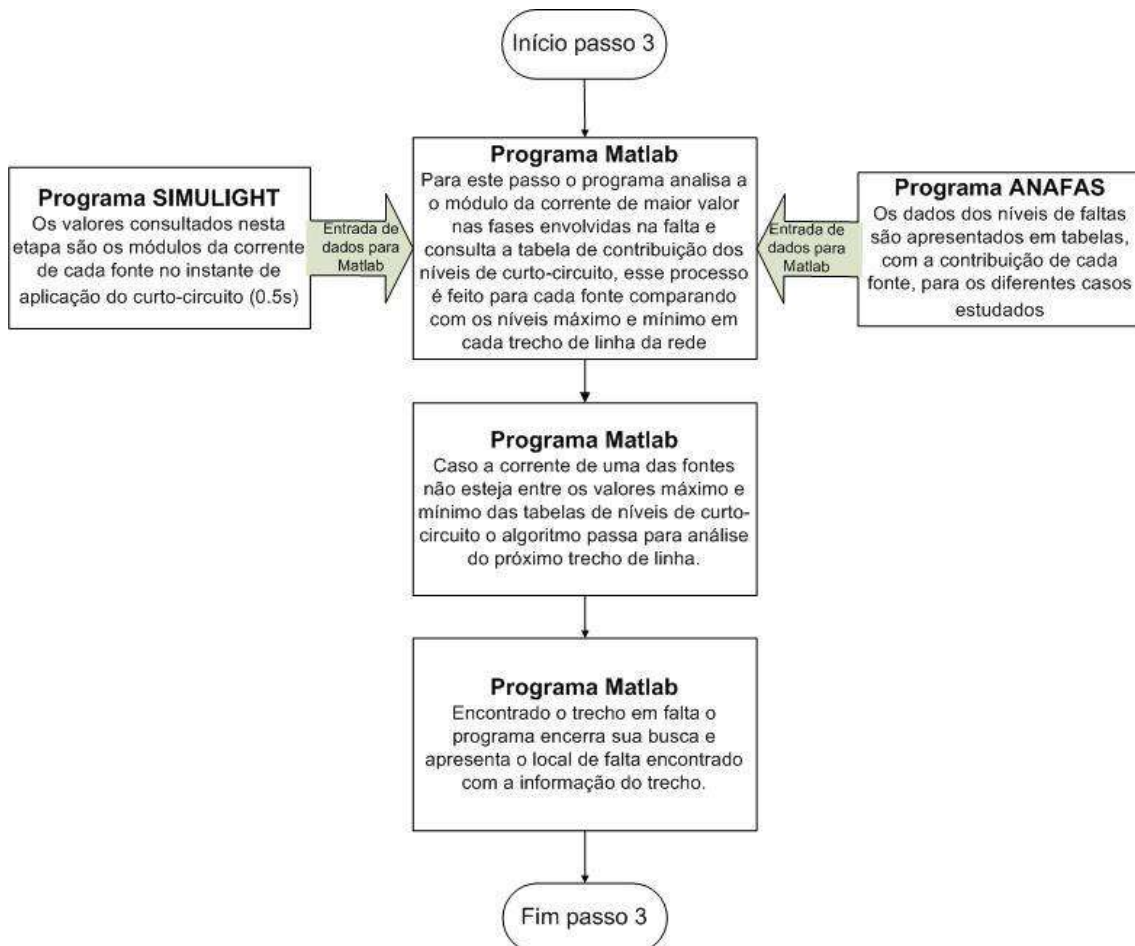 Início passo 3
Programa SIMULIGHT
Os valores consultados nesta
etapa são os módulos da corrente
de cada fonte no instante de
aplicação do curto-circuito (0.5s)
Entrada de
dados para
Matlab
Programa Matlab
Para este passo o programa analisa a
o módulo da corrente de maior valor
nas fases envolvidas na falta e
consulta a tabela de contribuição dos
níveis de curto-circuito, esse processo
é feito para cada fonte comparando
com os níveis máximo e mínimo em
cada trecho de linha da rede
Entrada de
dados para
Matlab
Programa ANAFAS
Os dados dos níveis de faltas
são apresentados em tabelas,
com a contribuição de cada
fonte, para os diferentes casos
estudados
Programa Matlab
Caso a corrente de uma das fontes
não esteja entre os valores máximo e
mínimo das tabelas de níveis de curto-
circuito o algoritmo passa para análise
do próximo trecho de linha.
Programa Matlab
Encontrado o trecho em falta o
programa encerra sua busca e
apresenta o local de falta encontrado
com a informação do trecho.
Fim passo 3